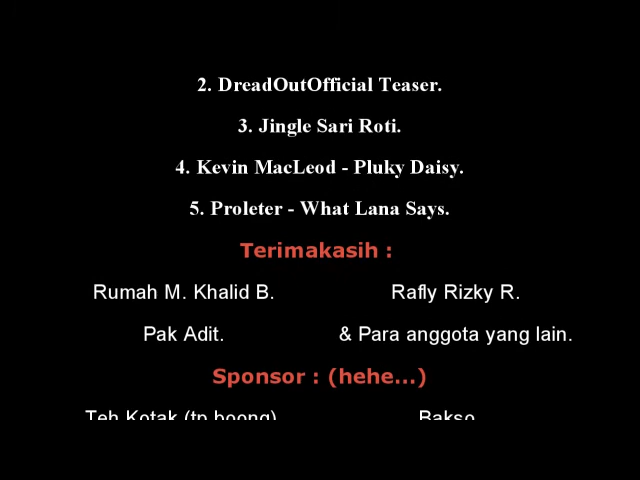 2. DreadOutOfficial Teaser.
3. Jingle Sari Roti.
4. Kevin MacLeod - Pluky Daisy.
5. Proleter - What Lana Says.
Terimakasih :
Rumah M. Khalid B. Rafly Rizky R.
Pak Adit. & Para anggota yang lain.
Sponsor : (hehe...)
Teh Kotak (tp boong) Bakso